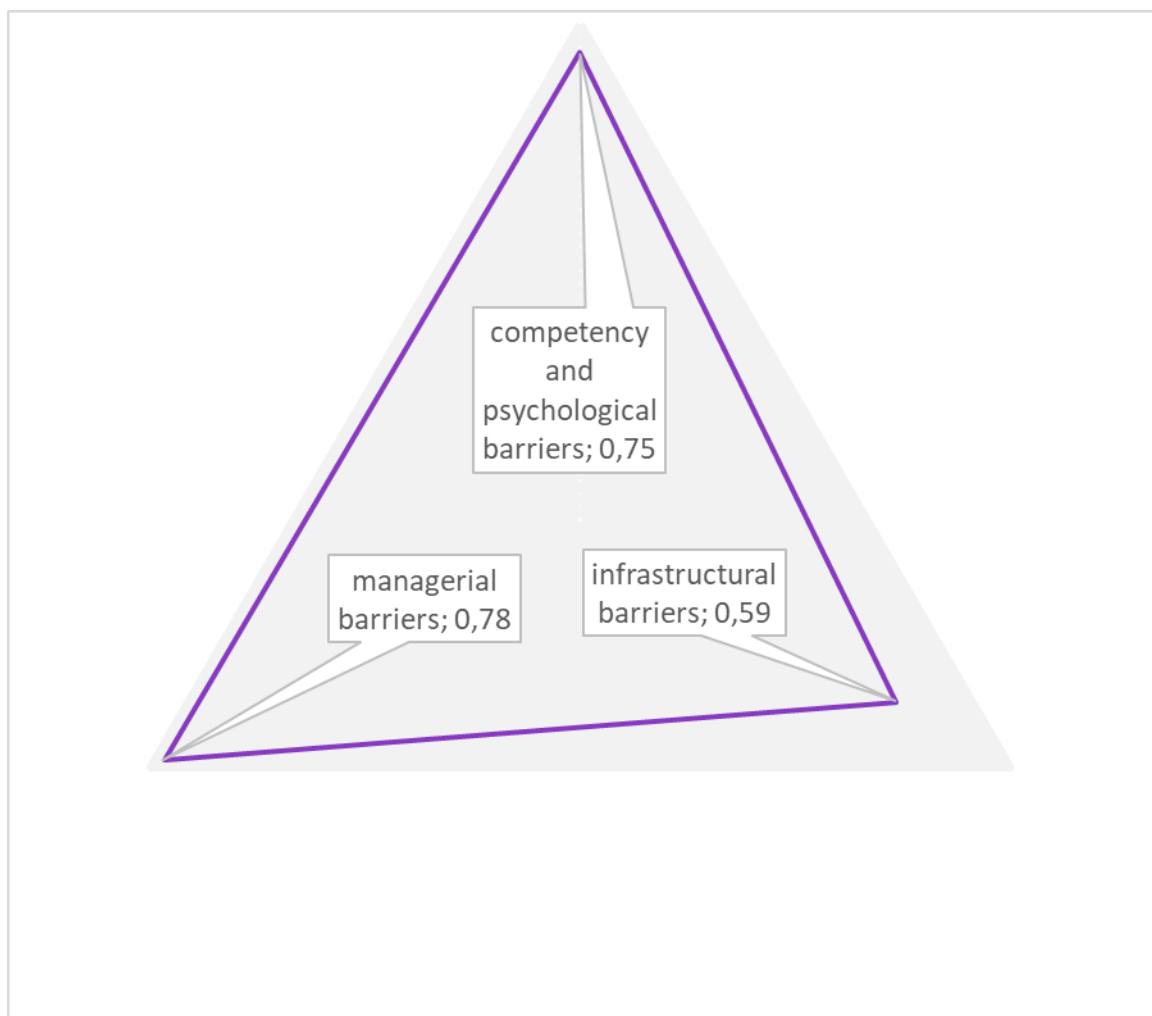 competency
and
psychological
barriers; 0,75
managerial
barriers; 0,78
infrastructural
barriers; 0,59